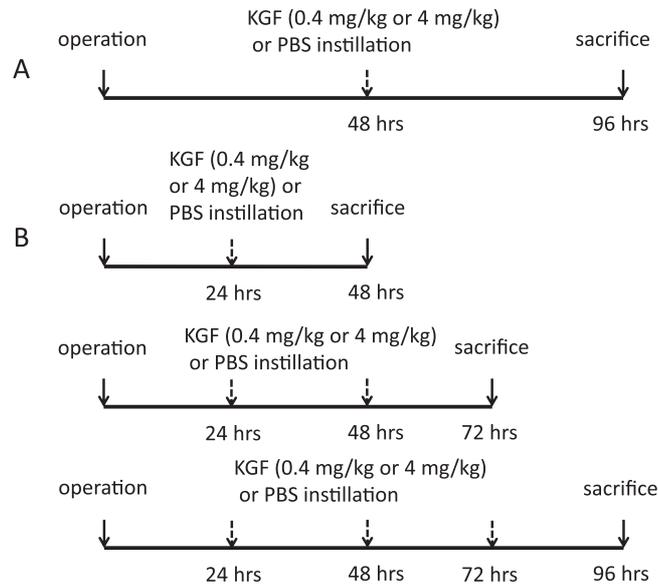 KGF (0.4 mg/kg or 4 mg/kg)
operation or PBS instillation sacrifice
A
48 hrs 96 hrs
KGF (0.4 mg/kg
or 4 mg/kg) or
operation PBS instillation sacrifice
B
24 hrs 48 hrs
KGF (0.4 mg/kg or 4 mg/kg)
operation or PBS instillation sacrifice
24 hrs 48 hrs 72 hrs
KGF (0.4 mg/kg or 4 mg/kg)
operation or PBS instillation sacrifice
24 hrs 48 hrs 72 hrs 96 hrs